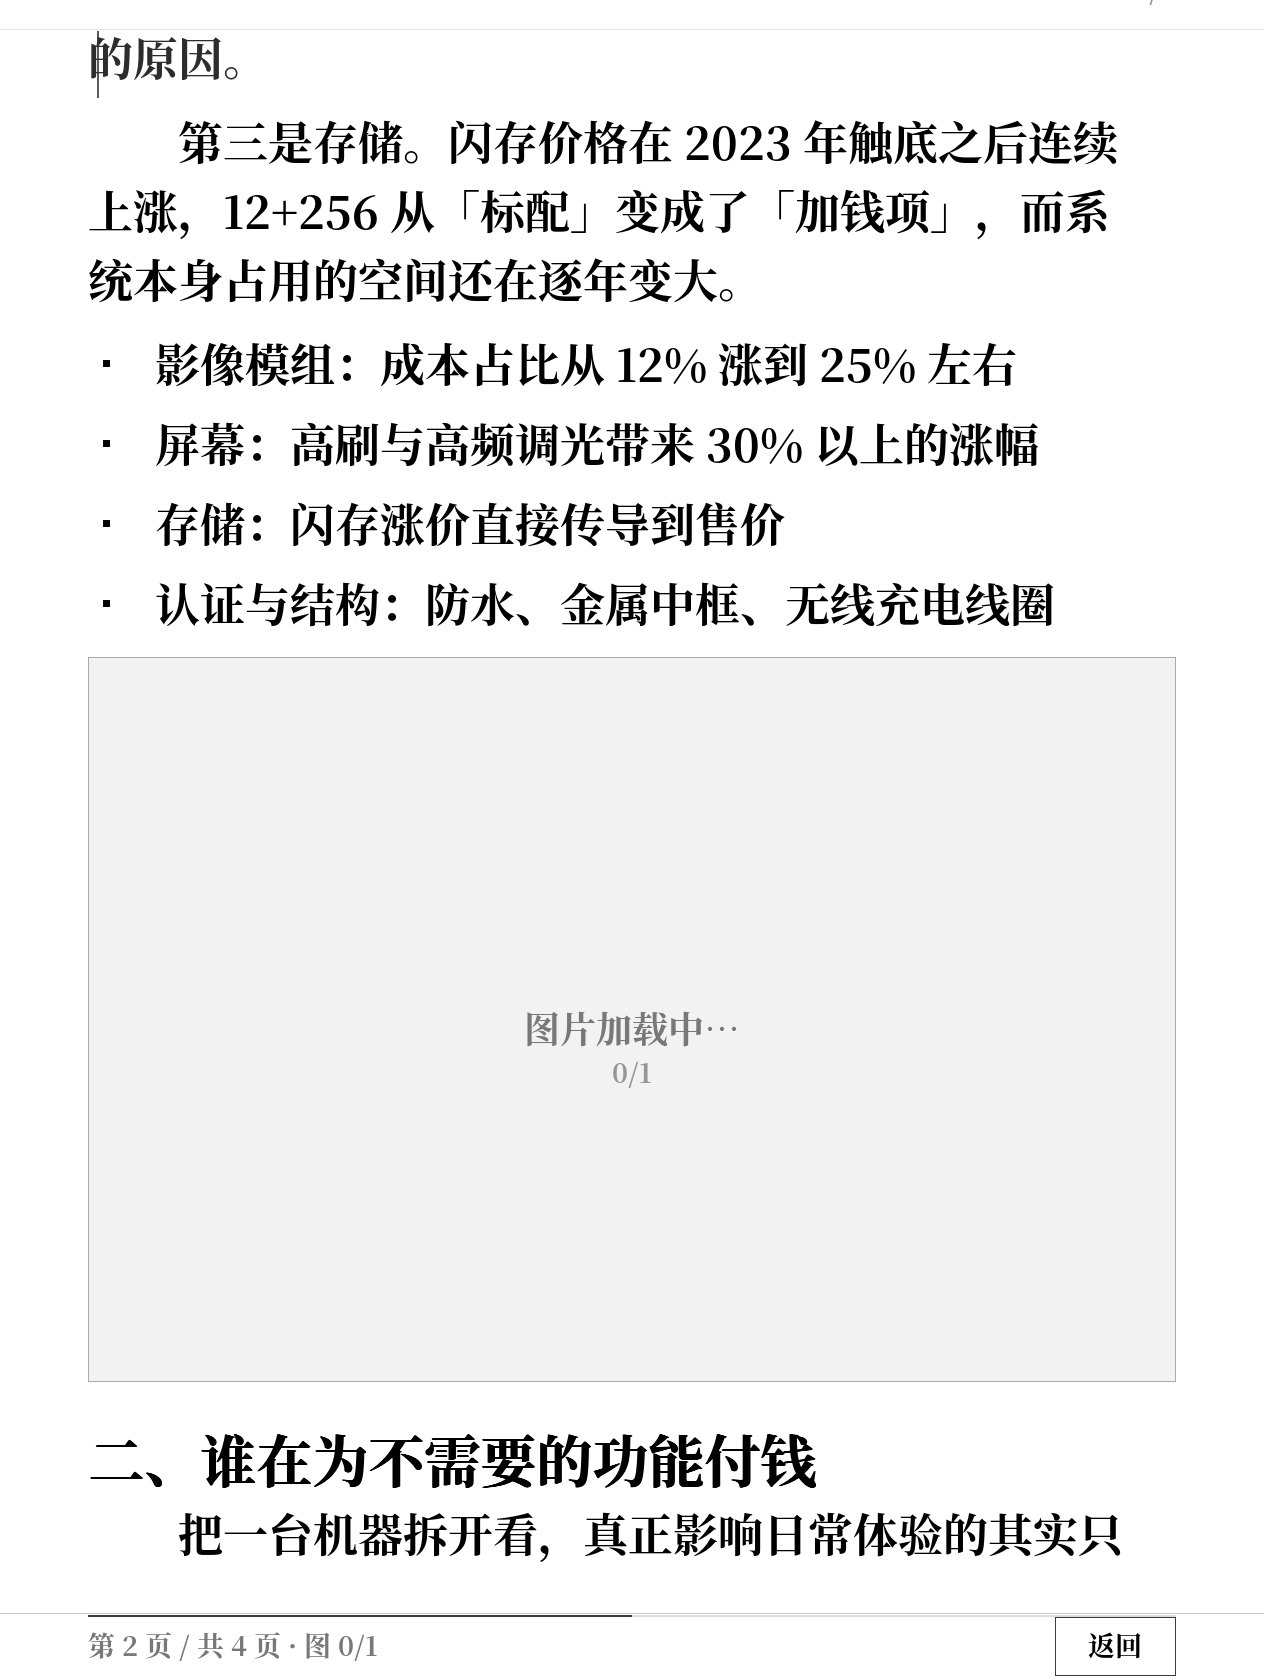 的原因。
第三是存储。闪存价格在 2023 年触底之后连续
上涨，12+256 从「标配」变成了「加钱项」，而系
统本身占用的空间还在逐年变大。
· 影像模组：成本占比从 12% 涨到 25% 左右
· 屏幕：高刷与高频调光带来 30% 以上的涨幅
· 存储：闪存涨价直接传导到售价
· 认证与结构：防水、金属中框、无线充电线圈
图片加载中…
0/1
二、谁在为不需要的功能付钱
把一台机器拆开看，真正影响日常体验的其实只
第 2 页 / 共 4 页 · 图 0/1
返回